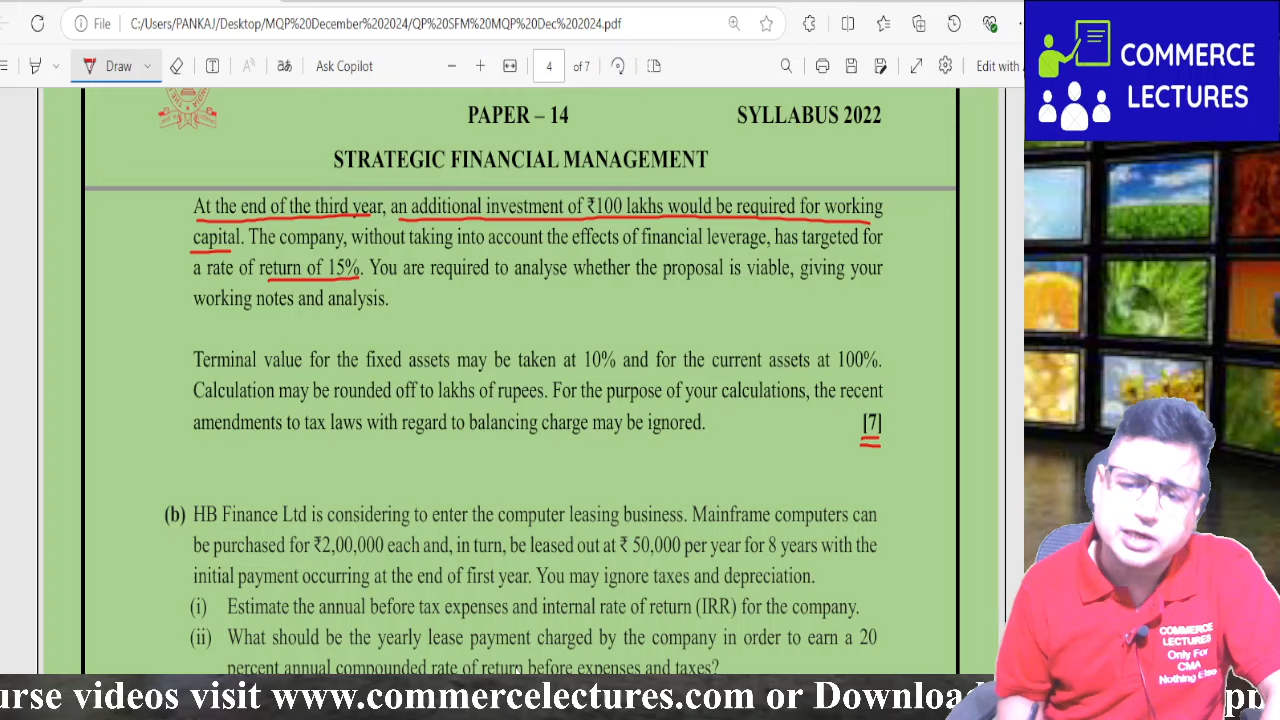 File C:/Users/PANKAJ/Desktop/MQP%20December%202024/QP%20SFM%20MQP%20Dec%202024.pdf
Draw
aあ
Ask Copilot
4 of 7
Edit with
COMMERCE
LECTURES
PAPER – 14 SYLLABUS 2022
STRATEGIC FINANCIAL MANAGEMENT
At the end of the third year, an additional investment of ₹100 lakhs would be required for working
capital. The company, without taking into account the effects of financial leverage, has targeted for
a rate of return of 15%. You are required to analyse whether the proposal is viable, giving your
working notes and analysis.
Terminal value for the fixed assets may be taken at 10% and for the current assets at 100%.
Calculation may be rounded off to lakhs of rupees. For the purpose of your calculations, the recent
amendments to tax laws with regard to balancing charge may be ignored. [7]
(b) HB Finance Ltd is considering to enter the computer leasing business. Mainframe computers can
be purchased for ₹2,00,000 each and, in turn, be leased out at ₹ 50,000 per year for 8 years with the
initial payment occurring at the end of first year. You may ignore taxes and depreciation.
(i) Estimate the annual before tax expenses and internal rate of return (IRR) for the company.
(ii) What should be the yearly lease payment charged by the company in order to earn a 20
percent annual compounded rate of return before expenses and taxes?
COMMERCE
LECTURES
Only For
CMA
Nothing Else
urse videos visit www.commercelectures.com or Downloa